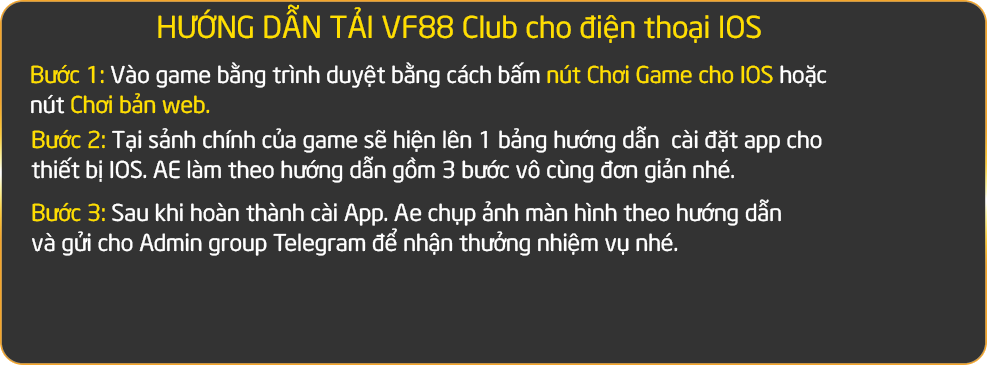 HƯỚNG DẪN TẢI VF88 Club cho điện thoại IOS
Bước 1: Vào game bằng trình duyệt bằng cách bấm nút Chơi Game cho IOS hoặc
nút Chơi bản web.
Bước 2: Tại sảnh chính của game sẽ hiện lên 1 bảng hướng dẫn cài đặt app cho
thiết bị IOS. AE làm theo hướng dẫn gồm 3 bước vô cùng đơn giản nhé.
Bước 3: Sau khi hoàn thành cài App. Ae chụp ảnh màn hình theo hướng dẫn
và gửi cho Admin group Telegram để nhận thưởng nhiệm vụ nhé.